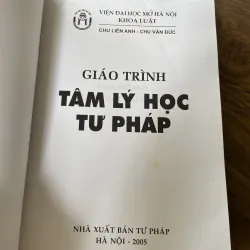 VIỆN ĐẠI HỌC MỞ HÀ NỘI
KHOA LUẬT
CHU LIÊN ANH - CHU VĂN ĐỨC
GIÁO TRÌNH
TÂM LÝ HỌC
TƯ PHÁP
NHÀ XUẤT BẢN TƯ PHÁP
HÀ NỘI - 2005